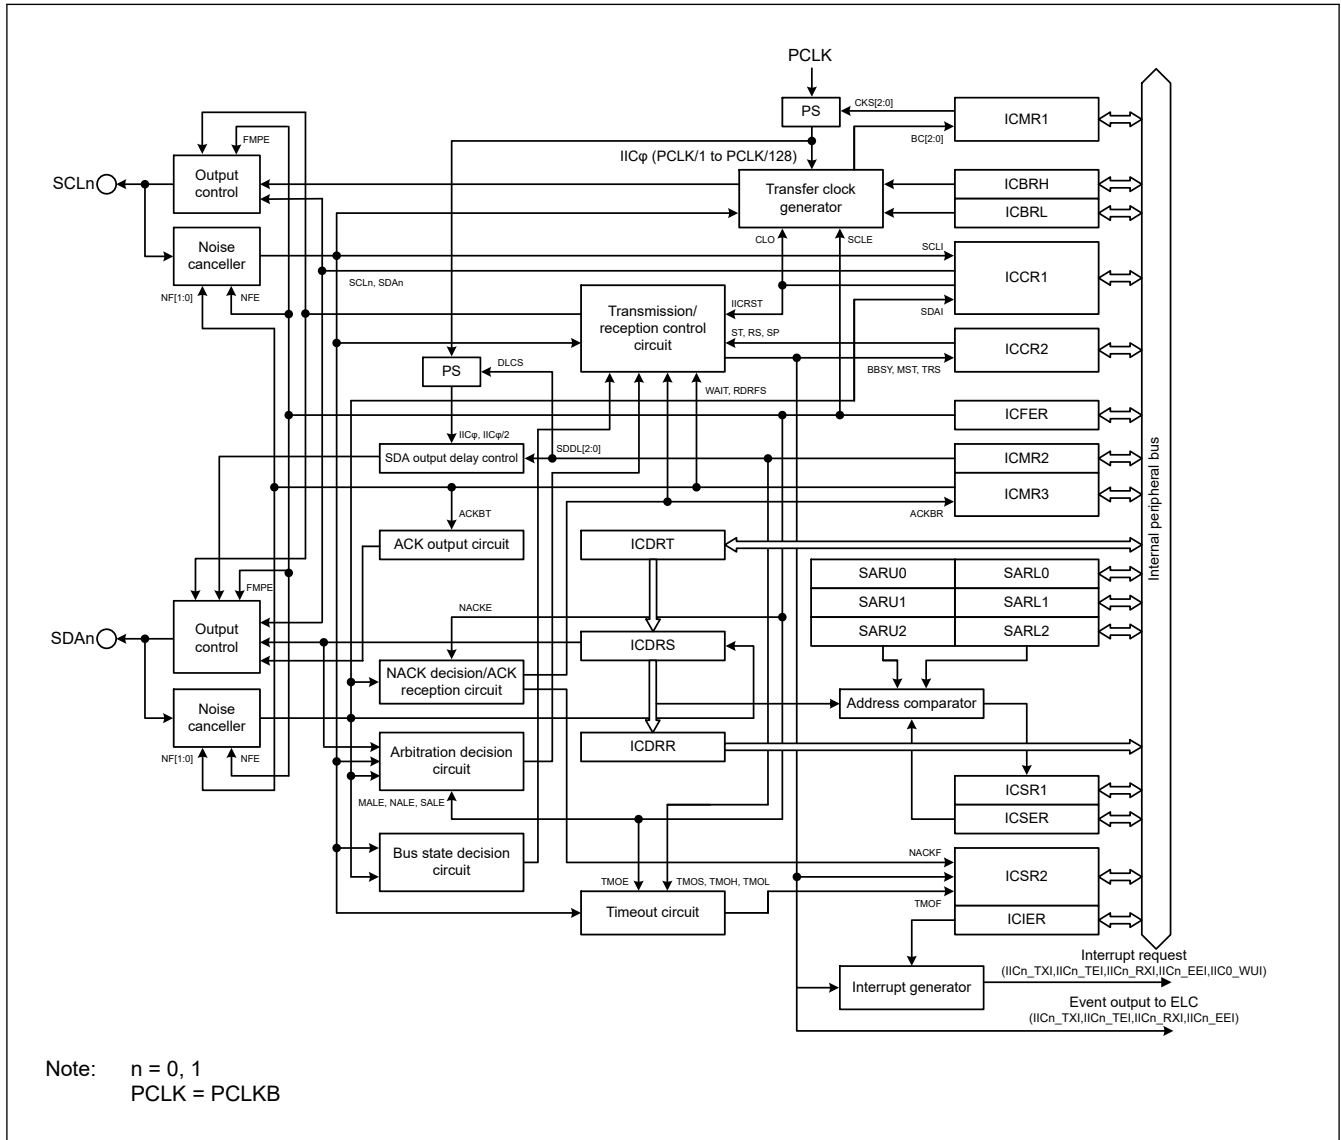 PCLK
PS
CKS[2:0]
ICMR1
BC[2:0]
FMPE
IICφ (PCLK/1 to PCLK/128)
SCLn
Output
control
Transfer clock
generator
ICBRH
ICBRL
Noise
canceller
CLO
SCLE
SCLI
ICCR1
NF[1:0]
NFE
SCLn, SDAn
IICRST
SDAI
Transmission/
reception control
circuit
ST, RS, SP
ICCR2
BBSY, MST, TRS
PS
DLCS
WAIT, RDRFS
ICFER
IICφ, IICφ/2
SDA output delay control
SDDL[2:0]
ICMR2
ICMR3
ACKBT
ACKBR
ACK output circuit
ICDRT
Internal peripheral bus
SARU0
SARL0
SARU1
SARL1
SARU2
SARL2
FMPE
NACKE
SDAn
Output
control
ICDRS
NACK decision/ACK
reception circuit
Address comparator
Noise
canceller
NF[1:0]
NFE
Arbitration decision
circuit
ICDRR
MALE, NALE, SALE
ICSR1
ICSER
Bus state decision
circuit
NACKF
ICSR2
TMOE
TMOS, TMOH, TMOL
TMOF
Timeout circuit
ICIER
Interrupt generator
Interrupt request
(IICn_TXI,IICn_TEI,IICn_RXI,IICn_EEI,IIC0_WUI)
Event output to ELC
(IICn_TXI,IICn_TEI,IICn_RXI,IICn_EEI)
Note: n = 0, 1
PCLK = PCLKB